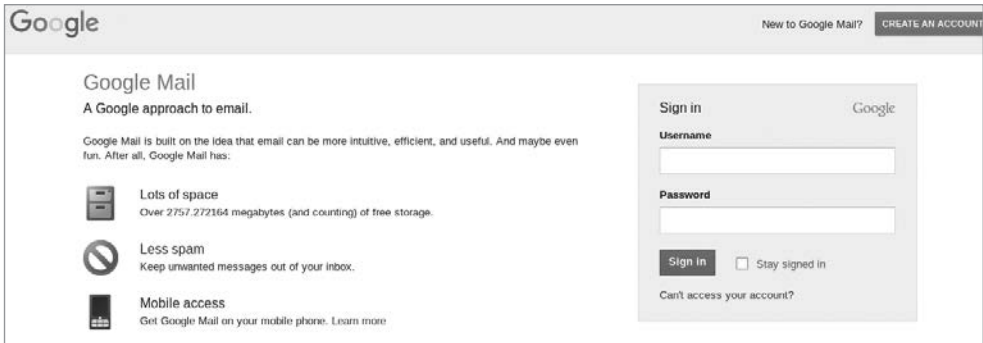 Google
New to Google Mail? CREATE AN ACCOUNT
Google Mail
A Google approach to email.
Google Mail is built on the idea that email can be more intuitive, efficient, and useful. And maybe even
fun. After all, Google Mail has:
Lots of space
Over 2757.272164 megabytes (and counting) of free storage.
Less spam
Keep unwanted messages out of your inbox.
Mobile access
Get Google Mail on your mobile phone. Learn more
Sign in Google
Username
Password
Sign in Stay signed in
Can't access your account?